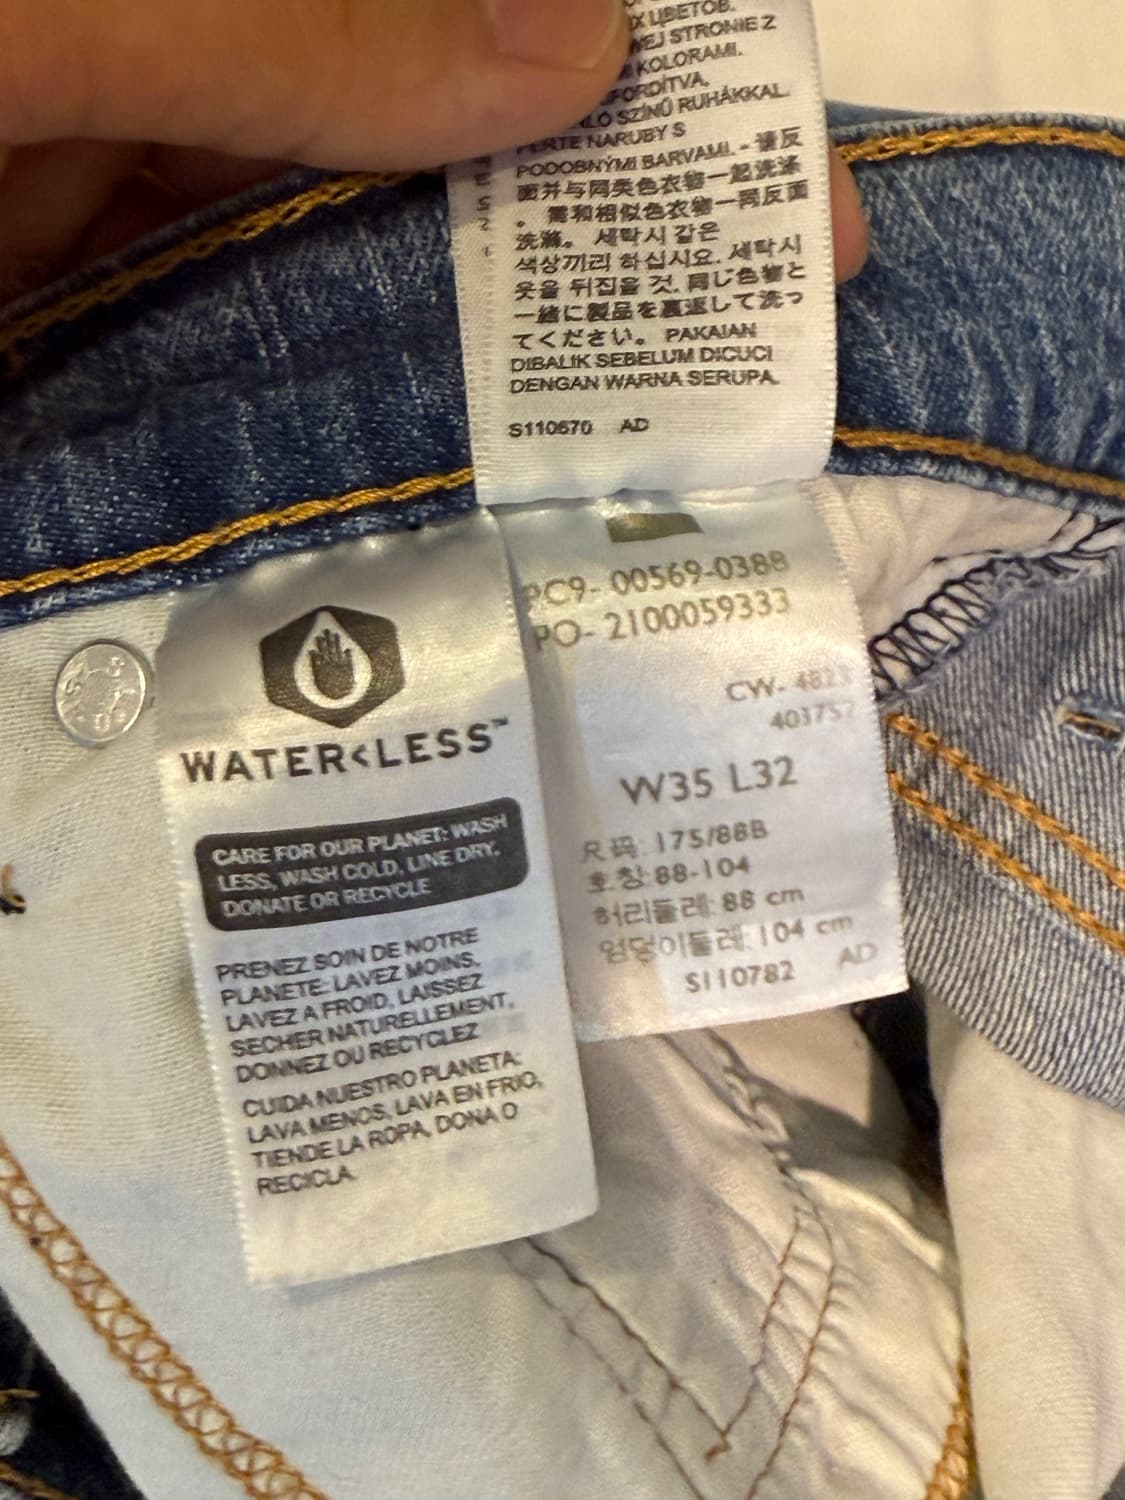 ЦВЕТОВ.
STRONIE Z
KOLORAMI.
SZÍNŰ RUHÁKKAL.
PERTE NARUBY S
PODOBNÝMI BARVAMI. - 请反
面并与同类色衣物一起洗涤
。 需和相似色衣物一同反面
洗滌。 세탁시 같은
색상끼리 하십시요. 세탁시
옷을 뒤집을 것. 同じ色物と
一緒に製品を裏返して洗っ
てください。 PAKAIAN
DIBALIK SEBELUM DICUCI
DENGAN WARNA SERUPA.
S110670 AD
PC9- 00569-0388
PO- 2100059333
CW- 4823
403757
W35 L32
尺码: 175/88B
호칭: 88-104
허리둘레: 88 cm
엉덩이둘레: 104 cm
S110782 AD
WATER<LESS™
CARE FOR OUR PLANET: WASH
LESS, WASH COLD, LINE DRY,
DONATE OR RECYCLE
PRENEZ SOIN DE NOTRE
PLANETE: LAVEZ MOINS,
LAVEZ A FROID, LAISSEZ
SECHER NATURELLEMENT,
DONNEZ OU RECYCLEZ
CUIDA NUESTRO PLANETA:
LAVA MENOS, LAVA EN FRIO,
TIENDE LA ROPA, DONA O
RECICLA.